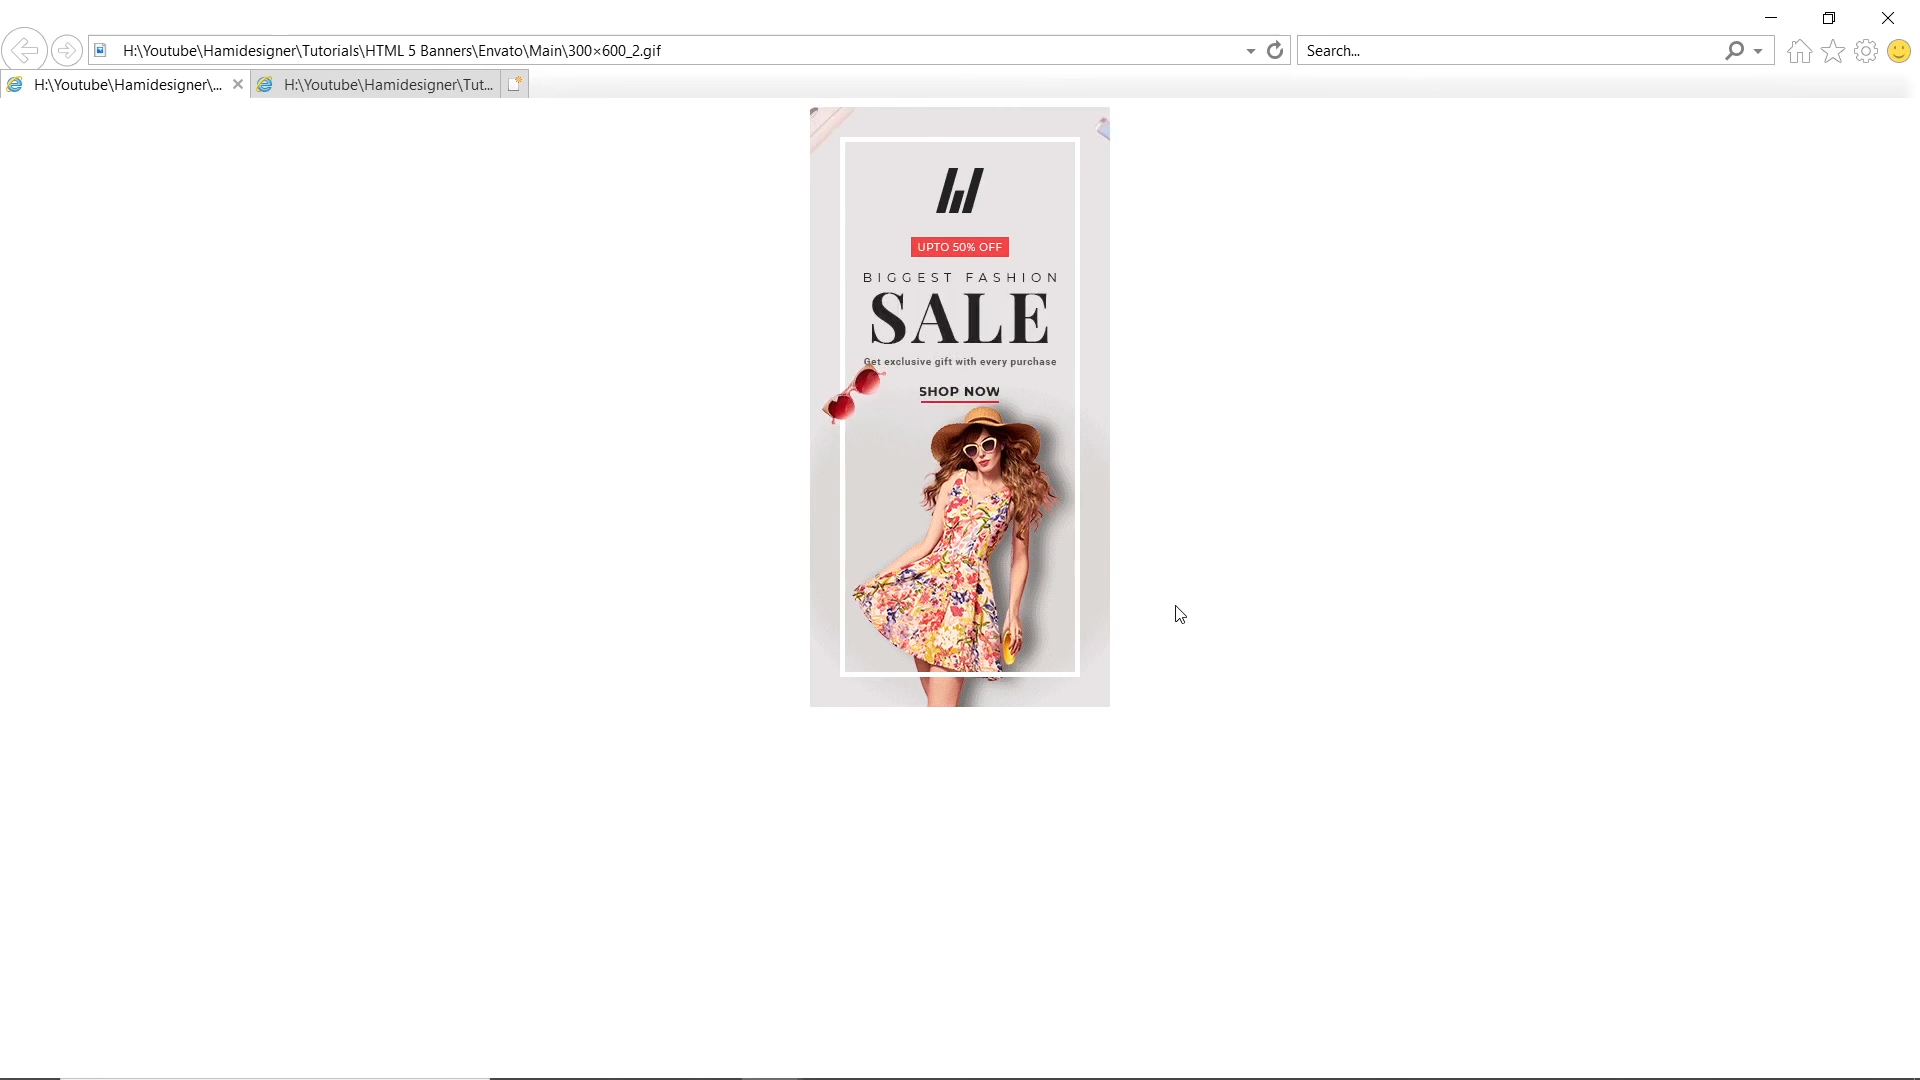 H:\Youtube\Hamidesigner\Tutorials\HTML 5 Banners\Envato\Main\300×600_2.gif
Search...
H:\Youtube\Hamidesigner\...
H:\Youtube\Hamidesigner\Tut...
UPTO 50% OFF
BIGGEST FASHION
SALE
Get exclusive gift with every purchase
SHOP NOW